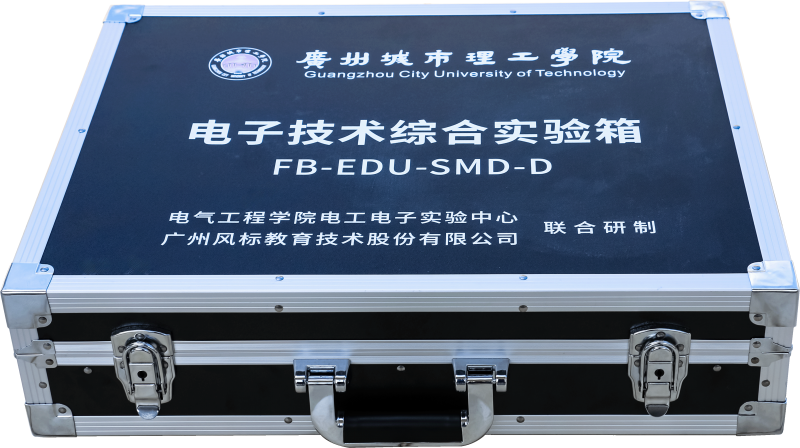 廣州城市理工學院
Guangzhou City University of Technology
电子技术综合实验箱
FB-EDU-SMD-D
电气工程学院电工电子实验中心
广州风标教育技术股份有限公司
联合研制